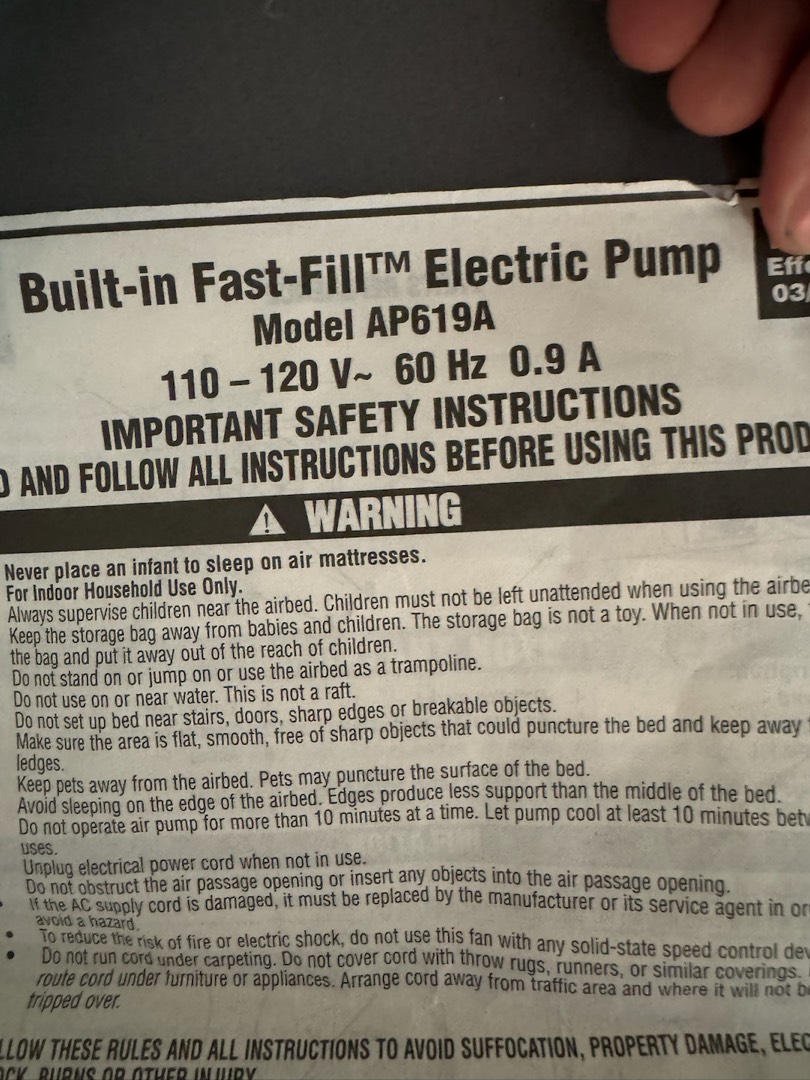 Built-in Fast-Fill™ Electric Pump
Model AP619A
110 – 120 V~ 60 Hz 0.9 A
IMPORTANT SAFETY INSTRUCTIONS
AND FOLLOW ALL INSTRUCTIONS BEFORE USING THIS
03/
⚠ WARNING
Never place an infant to sleep on air mattresses.
For Indoor Household Use Only.
Always supervise children near the airbed. Children must not be left unattended when using the
Keep the storage bag away from babies and children. The storage bag is not a toy. When not in use,
the bag and put it away out of the reach of children.
Do not stand on or jump on or use the airbed as a trampoline.
Do not use on or near water. This is not a raft.
Do not set up bed near stairs, doors, sharp edges or breakable objects.
Make sure the area is flat, smooth, free of sharp objects that could puncture the bed and keep away
ledges.
Keep pets away from the airbed. Pets may puncture the surface of the bed.
Avoid sleeping on the edge of the airbed. Edges produce less support than the middle of the bed.
Do not operate air pump for more than 10 minutes at a time. Let pump cool at least 10 minutes
uses.
Unplug electrical power cord when not in use.
Do not obstruct the air passage opening or insert any objects into the air passage opening.
• If the AC supply cord is damaged, it must be replaced by the manufacturer or its service agent in
avoid a hazard.
• To reduce the risk of fire or electric shock, do not use this fan with any solid-state speed control
• Do not run cord under carpeting. Do not cover cord with throw rugs, runners, or similar coverings.
route cord under furniture or appliances. Arrange cord away from traffic area and where it will not
tripped over.
THESE RULES AND ALL INSTRUCTIONS TO AVOID SUFFOCATION, PROPERTY DAMAGE,
BURNS OR OTHER INJURY